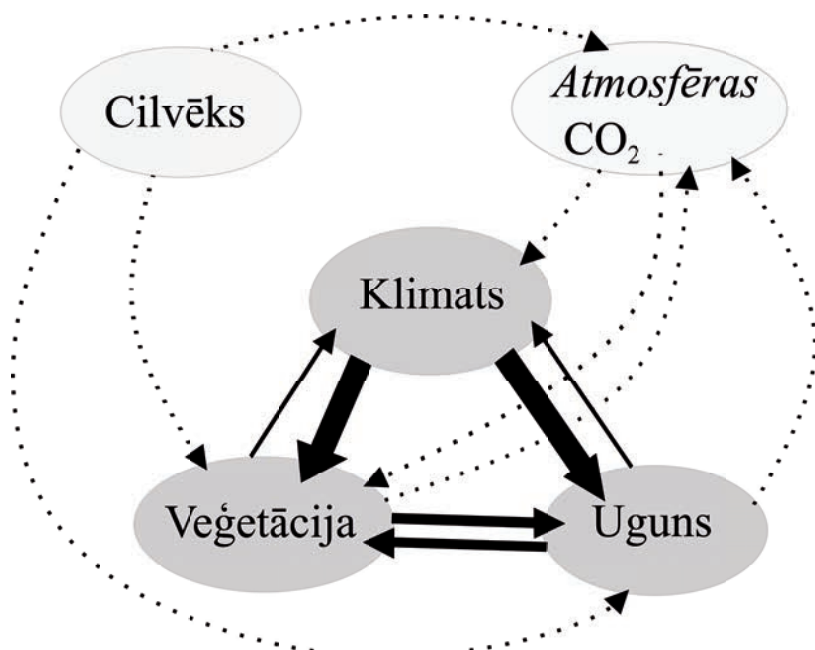 Cilvēks
Atmosfēras
CO₂
Klimats
Veģetācija
Uguns